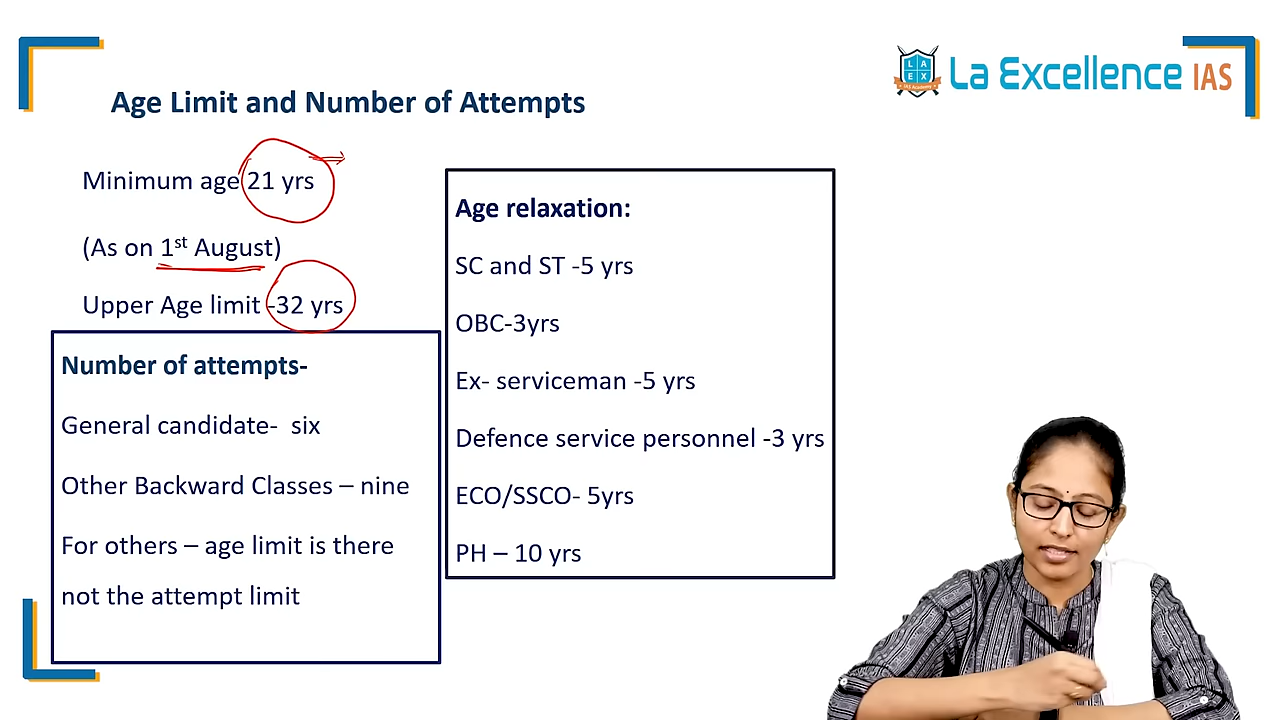 La Excellence IAS
LAEX
IAS Academy
Age Limit and Number of Attempts
Minimum age 21 yrs
(As on 1st August)
Upper Age limit -32 yrs
Number of attempts-
General candidate- six
Other Backward Classes – nine
For others – age limit is there
not the attempt limit
Age relaxation:
SC and ST -5 yrs
OBC-3yrs
Ex- serviceman -5 yrs
Defence service personnel -3 yrs
ECO/SSCO- 5yrs
PH – 10 yrs